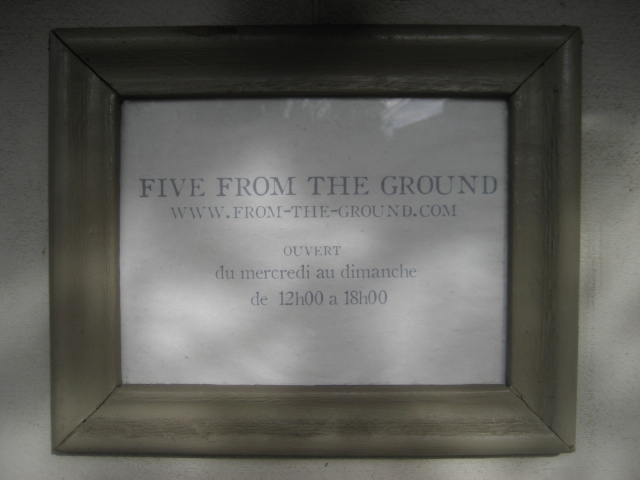 FIVE FROM THE GROUND
WWW.FROM-THE-GROUND.COM
OUVERT
du mercredi au dimanche
de 12h00 a 18h00